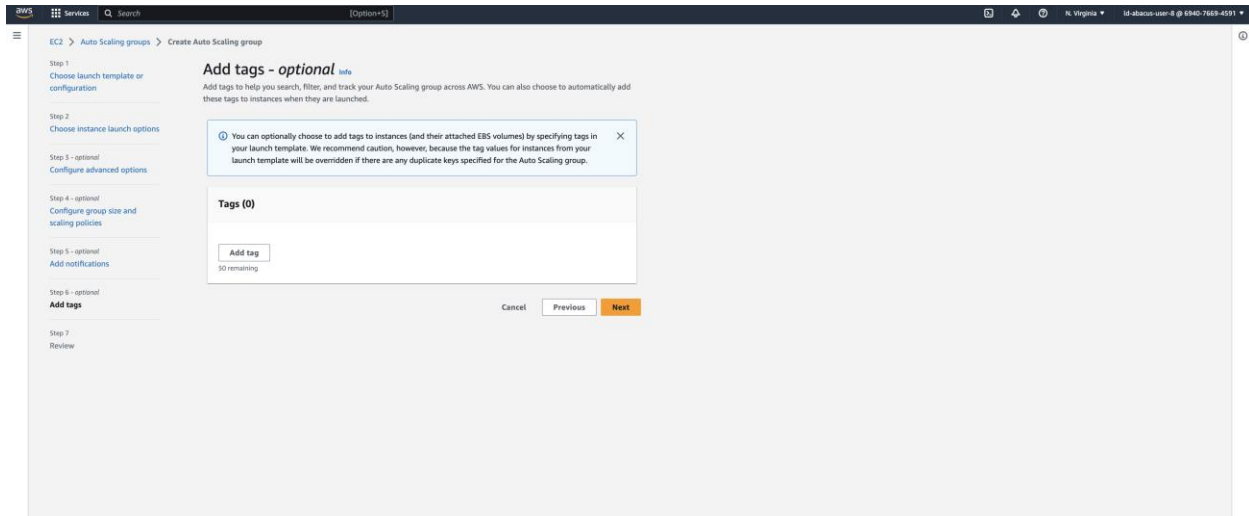 aws
Services
Search
[Option+S]
N. Virginia
ld-abacus-user-8 @ 6940-7669-4591
EC2 > Auto Scaling groups > Create Auto Scaling group
Step 1
Choose launch template or
configuration
Step 2
Choose instance launch options
Step 3 - optional
Configure advanced options
Step 4 - optional
Configure group size and
scaling policies
Step 5 - optional
Add notifications
Step 6 - optional
Add tags
Step 7
Review
Add tags - optional Info
Add tags to help you search, filter, and track your Auto Scaling group across AWS. You can also choose to automatically add
these tags to instances when they are launched.
You can optionally choose to add tags to instances (and their attached EBS volumes) by specifying tags in
your launch template. We recommend caution, however, because the tag values for instances from your
launch template will be overridden if there are any duplicate keys specified for the Auto Scaling group.
Tags (0)
Add tag
50 remaining
Cancel
Previous
Next